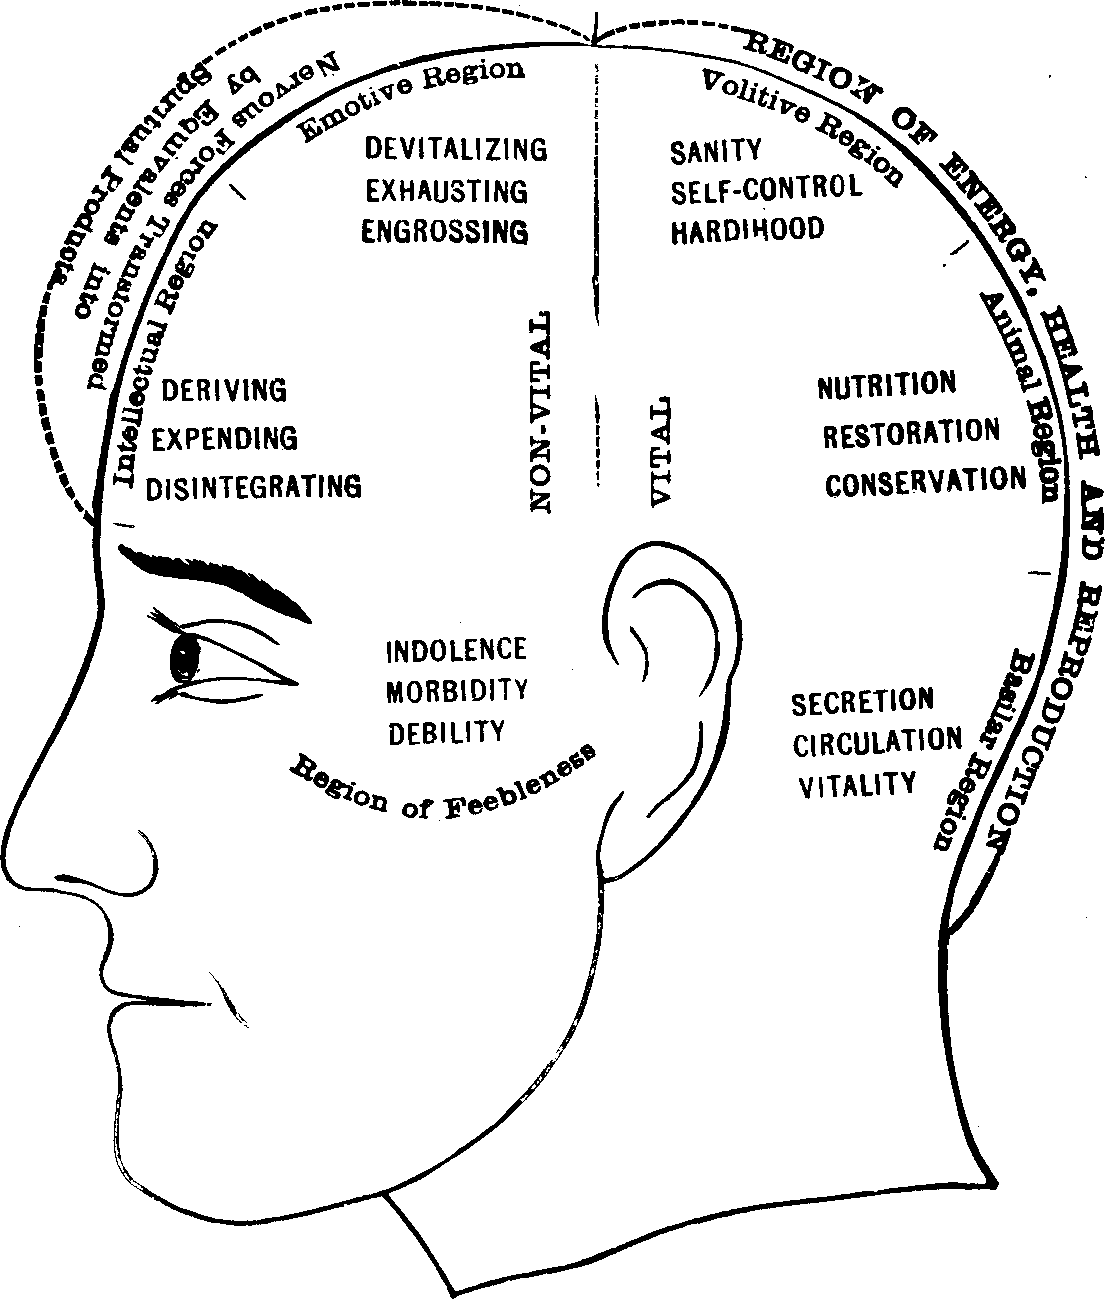 Nervous Forces Transformed
by Equivalents into
Spiritual Products
REGION OF ENERGY, HEALTH AND REPRODUCTION
Emotive Region
Volitive Region
DEVITALIZING
EXHAUSTING
ENGROSSING
SANITY
SELF-CONTROL
HARDIHOOD
Intellectual Region
Animal Region
DERIVING
EXPENDING
DISINTEGRATING
NON-VITAL
VITAL
NUTRITION
RESTORATION
CONSERVATION
INDOLENCE
MORBIDITY
DEBILITY
Region of Feebleness
SECRETION
CIRCULATION
VITALITY
Basilar Region